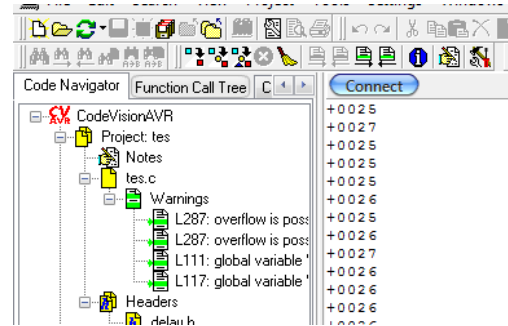 Code Navigator
Function Call Tree
C
Connect
CodeVisionAVR
Project: tes
Notes
tes.c
Warnings
L287: overflow is poss
L287: overflow is poss
L111: global variable '
L117: global variable '
Headers
delay.h
+0025
+0027
+0025
+0025
+0025
+0026
+0025
+0026
+0027
+0026
+0026
+0026